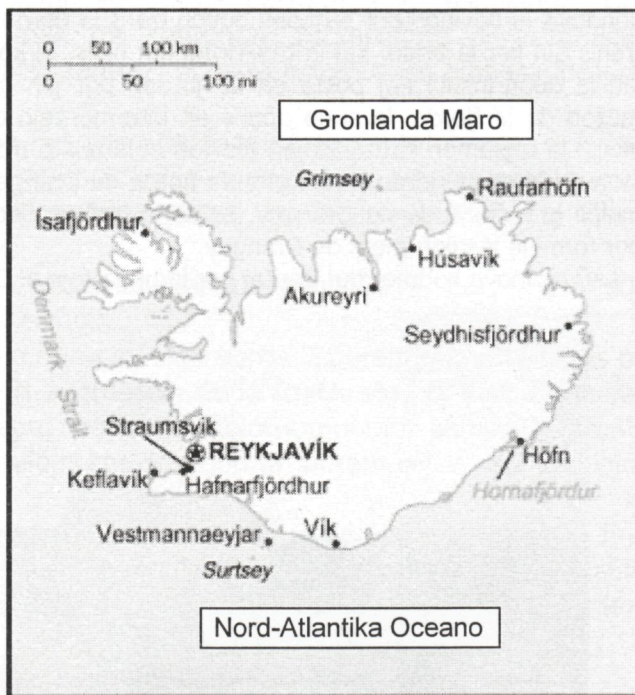 0 50 100 km
0 50 100 mi
Gronlanda Maro
Grimsey
Raufarhöfn
Ísafjördhur
Húsavík
Akureyri
Denmark Strait
Seydhisfjördhur
Straumsvik
REYKJAVÍK
Höfn
Keflavík
Hafnarfjördhur
Hornafjördur
Vestmannaeyjar
Vík
Surtsey
Nord-Atlantika Oceano